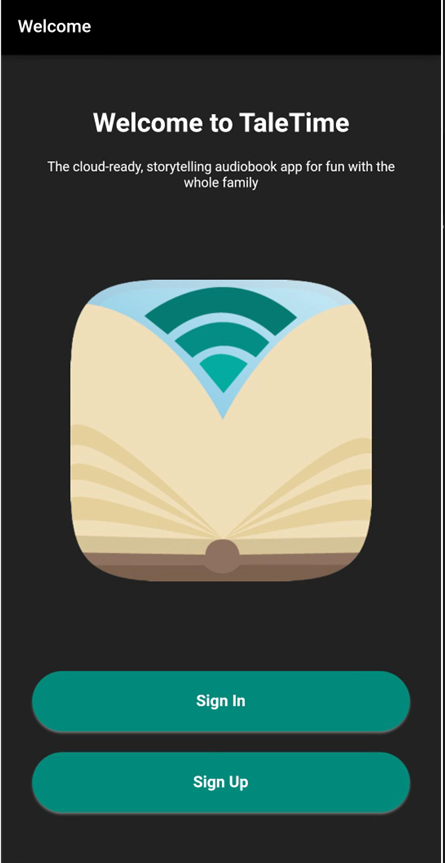 Welcome
Welcome to TaleTime
The cloud-ready, storytelling audiobook app for fun with the
whole family
Sign In
Sign Up